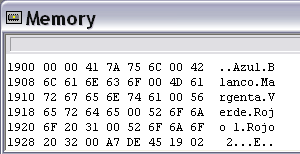 Memory
1900 00 00 41 7A 75 6C 00 42 ..Azul.B
1908 6C 61 6E 63 6F 00 4D 61 lanco.Ma
1910 72 67 65 6E 74 61 00 56 rgenta.V
1918 65 72 64 65 00 52 6F 6A erde.Roj
1920 6F 20 31 00 52 6F 6A 6F o 1.Rojo
1928 20 32 00 A7 DE 45 19 02 2...E..